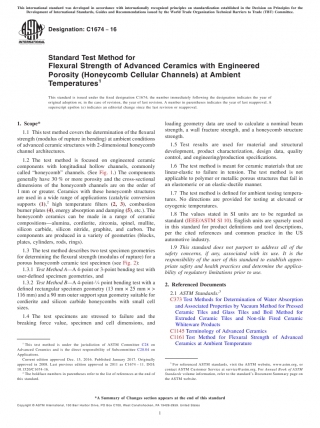 This international standard was developed in accordance with internationally recognized principles on standardization established in the Decision on Principles for the
Development of International Standards, Guides and Recommendations issued by the World Trade Organization Technical Barriers to Trade (TBT) Committee.
ASTM
INTERNATIONAL
Designation: C1674 − 16
Standard Test Method for
Flexural Strength of Advanced Ceramics with Engineered
Porosity (Honeycomb Cellular Channels) at Ambient
Temperatures¹
This standard is issued under the fixed designation C1674; the number immediately following the designation indicates the year of
original adoption or, in the case of revision, the year of last revision. A number in parentheses indicates the year of last reapproval. A
superscript epsilon (ε) indicates an editorial change since the last revision or reapproval.
1. Scope*
1.1 This test method covers the determination of the flexural
strength (modulus of rupture in bending) at ambient conditions
of advanced ceramic structures with 2-dimensional honeycomb
channel architectures.
1.2 The test method is focused on engineered ceramic
components with longitudinal hollow channels, commonly
called “honeycomb” channels. (See Fig. 1.) The components
generally have 30 % or more porosity and the cross-sectional
dimensions of the honeycomb channels are on the order of
1 mm or greater. Ceramics with these honeycomb structures
are used in a wide range of applications (catalytic conversion
supports (1),² high temperature filters (2, 3), combustion
burner plates (4), energy absorption and damping (5), etc.). The
honeycomb ceramics can be made in a range of ceramic
compositions—alumina, cordierite, zirconia, spinel, mullite,
silicon carbide, silicon nitride, graphite, and carbon. The
components are produced in a variety of geometries (blocks,
plates, cylinders, rods, rings).
1.3 The test method describes two test specimen geometries
for determining the flexural strength (modulus of rupture) for a
porous honeycomb ceramic test specimen (see Fig. 2):
1.3.1 Test Method A—A 4-point or 3-point bending test with
user-defined specimen geometries, and
1.3.2 Test Method B—A 4-point-¼ point bending test with a
defined rectangular specimen geometry (13 mm × 25 mm × >
116 mm) and a 90 mm outer support span geometry suitable for
cordierite and silicon carbide honeycombs with small cell
sizes.
1.4 The test specimens are stressed to failure and the
breaking force value, specimen and cell dimensions, and
¹ This test method is under the jurisdiction of ASTM Committee C28 on
Advanced Ceramics and is the direct responsibility of Subcommittee C28.04 on
Applications.
Current edition approved Dec. 15, 2016. Published January 2017. Originally
approved in 2008. Last previous edition approved in 2011 as C1674 – 11. DOI:
10.1520/C1674-16.
² The boldface numbers in parentheses refer to the list of references at the end of
this standard.
loading geometry data are used to calculate a nominal beam
strength, a wall fracture strength, and a honeycomb structure
strength.
1.5 Test results are used for material and structural
development, product characterization, design data, quality
control, and engineering/production specifications.
1.6 The test method is meant for ceramic materials that are
linear-elastic to failure in tension. The test method is not
applicable to polymer or metallic porous structures that fail in
an elastomeric or an elastic-ductile manner.
1.7 The test method is defined for ambient testing tempera-
tures. No directions are provided for testing at elevated or
cryogenic temperatures.
1.8 The values stated in SI units are to be regarded as
standard (IEEE/ASTM SI 10). English units are sparsely used
in this standard for product definitions and tool descriptions,
per the cited references and common practice in the US
automotive industry.
1.9 This standard does not purport to address all of the
safety concerns, if any, associated with its use. It is the
responsibility of the user of this standard to establish appro-
priate safety and health practices and determine the applica-
bility of regulatory limitations prior to use.
2. Referenced Documents
2.1 ASTM Standards:³
C373 Test Methods for Determination of Water Absorption
and Associated Properties by Vacuum Method for Pressed
Ceramic Tiles and Glass Tiles and Boil Method for
Extruded Ceramic Tiles and Non-tile Fired Ceramic
Whiteware Products
C1145 Terminology of Advanced Ceramics
C1161 Test Method for Flexural Strength of Advanced
Ceramics at Ambient Temperature
³ For referenced ASTM standards, visit the ASTM website, www.astm.org, or
contact ASTM Customer Service at service@astm.org. For Annual Book of ASTM
Standards volume information, refer to the standard’s Document Summary page on
the ASTM website.
*A Summary of Changes section appears at the end of this standard
Copyright © ASTM International, 100 Barr Harbor Drive, PO Box C700, West Conshohocken, PA 19428-2959. United States
1